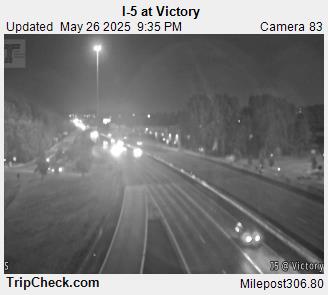 I-5 at Victory
Updated May 26 2025 9:35 PM Camera 83
S I5 @ Victory
TripCheck.com Milepost306.80